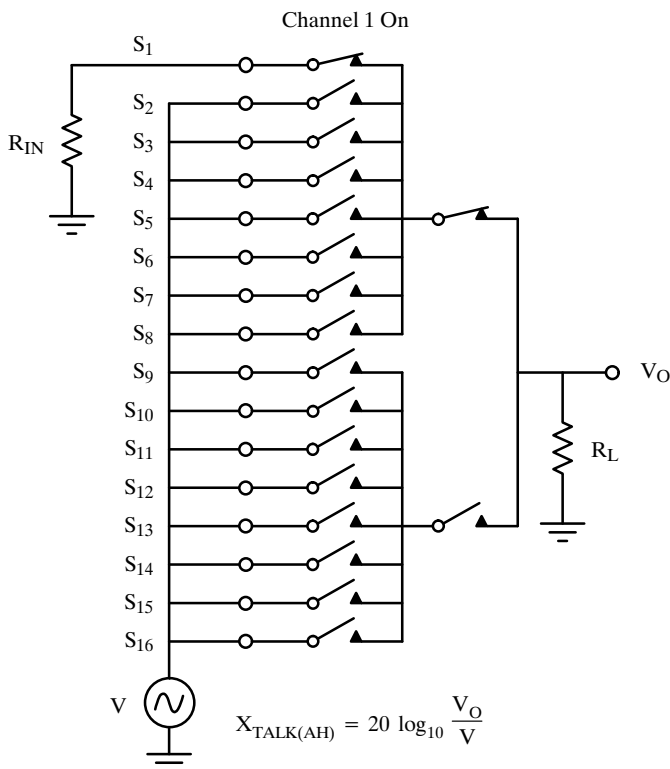 Channel 1 On
S1
S2
RIN
S3
S4
S5
S6
S7
S8
S9
VO
S10
S11
RL
S12
S13
S14
S15
S16
V
XTALK(AH) = 20 log10 VO/V